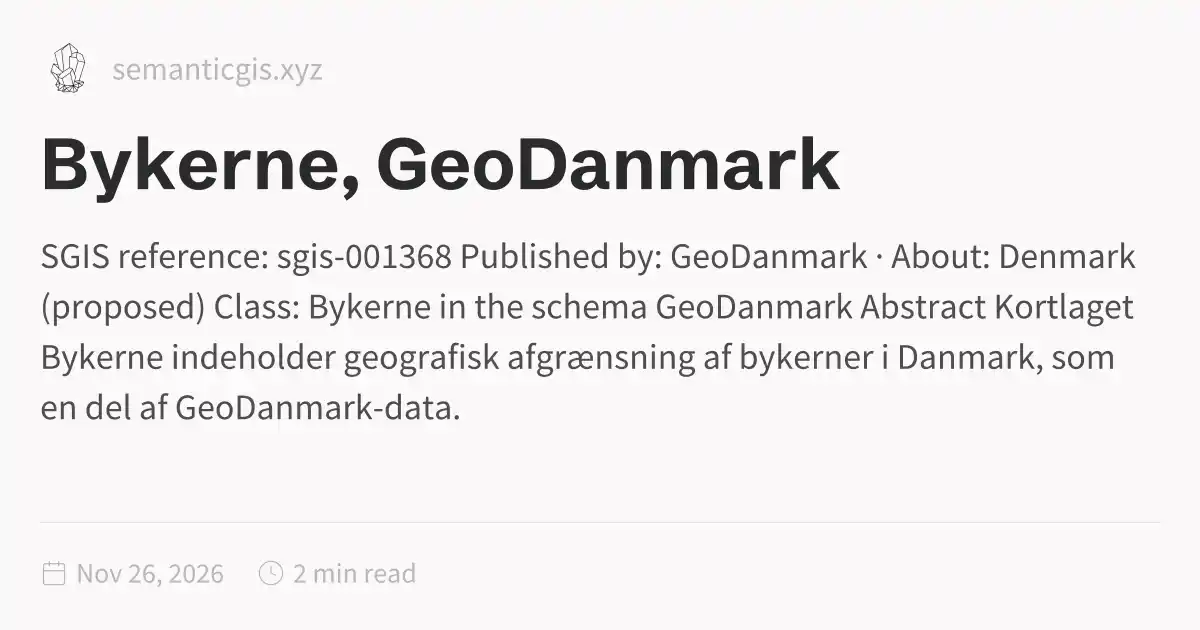 semanticgis.xyz
Bykerne, GeoDanmark
SGIS reference: sgis-001368 Published by: GeoDanmark · About: Denmark
(proposed) Class: Bykerne in the schema GeoDanmark Abstract Kortlaget
Bykerne indeholder geografisk afgrænsning af bykerner i Danmark, som
en del af GeoDanmark-data.
Nov 26, 2026 2 min read